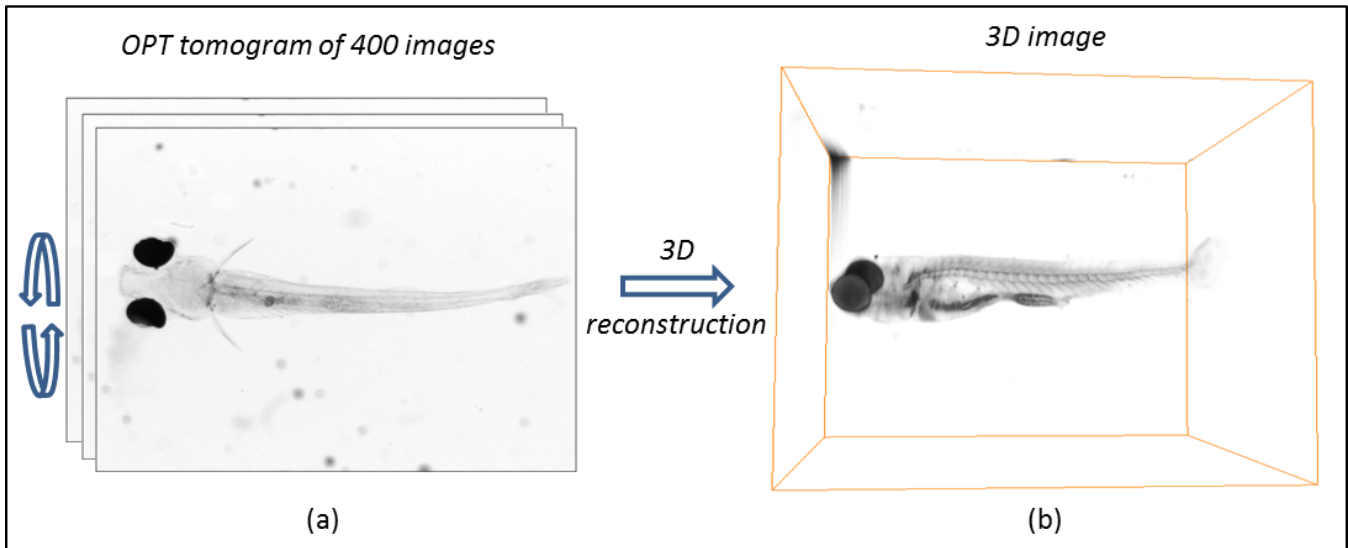 OPT tomogram of 400 images
3D image
3D
reconstruction
(a)
(b)